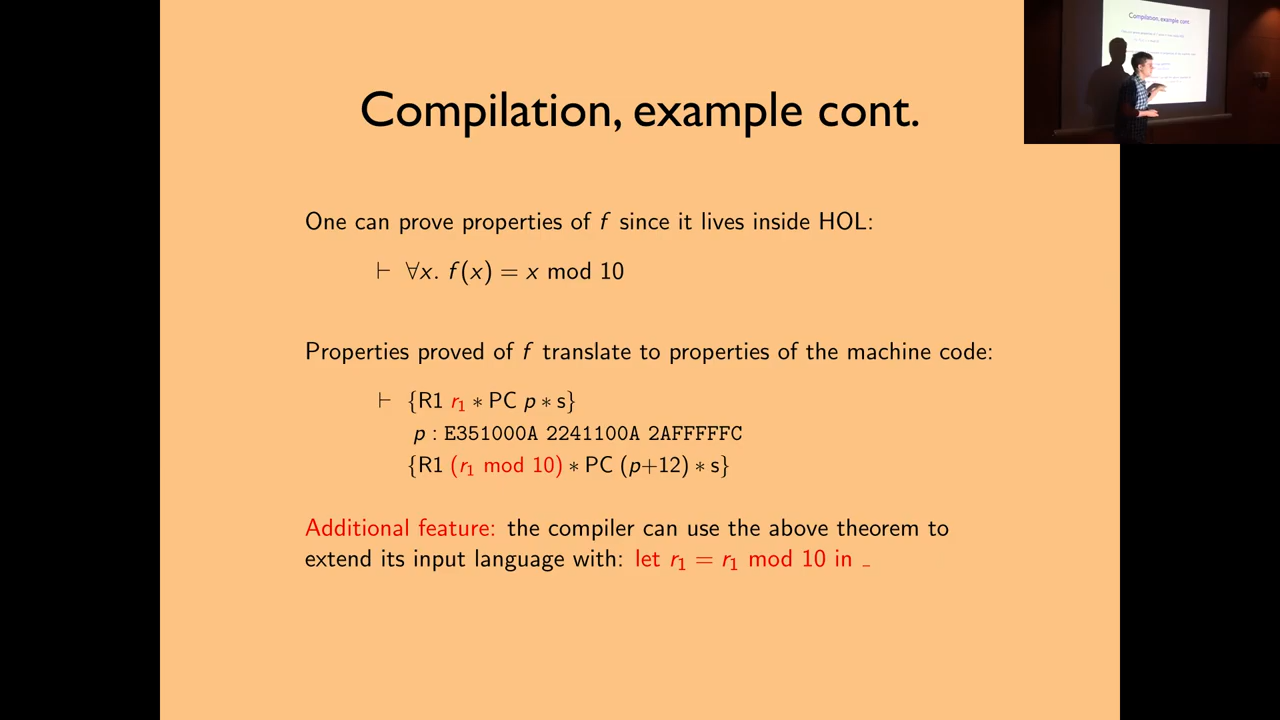 Compilation, example cont.
Compilation, example cont
One can prove properties of f since it lives inside HOL:
⊢ ∀x. f(x) = x mod 10
Properties proved of f translate to properties of the machine code:
⊢ {R1 r₁ ∗ PC p ∗ s}
p : E351000A 2241100A 2AFFFFFC
{R1 (r₁ mod 10) ∗ PC (p+12) ∗ s}
Additional feature: the compiler can use the above theorem to
extend its input language with: let r₁ = r₁ mod 10 in _